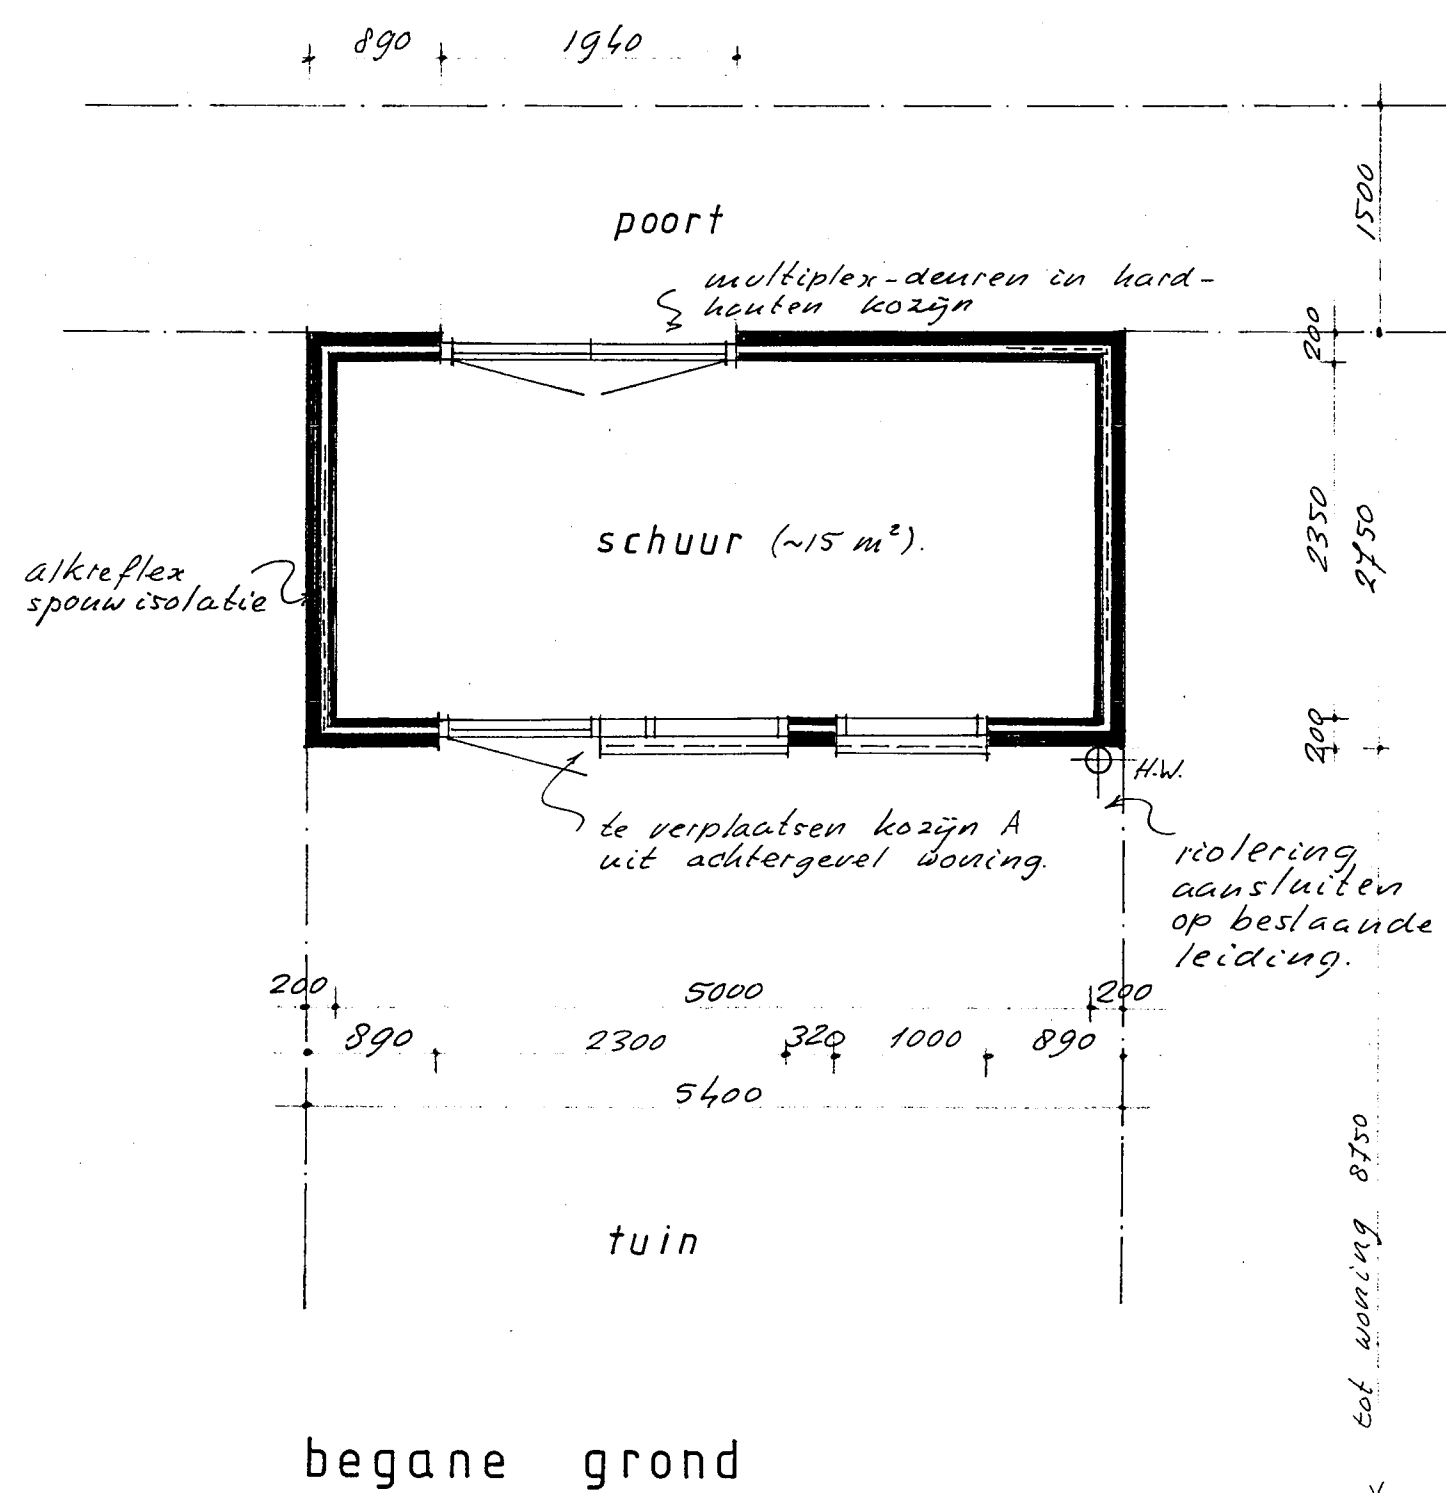 890 1940
1500
poort
multiplex-deuren in hard-
houten kozijn
200
schuur (~15 m²).
2350
2750
alkreflex
spouwisolatie
200
H.W.
te verplaatsen kozijn A
uit achtergevel woning.
riolering
aansluiten
op bestaande
leiding.
200 5000 200
890 2300 320 1000 890
5400
tot woning 8750
tuin
begane grond